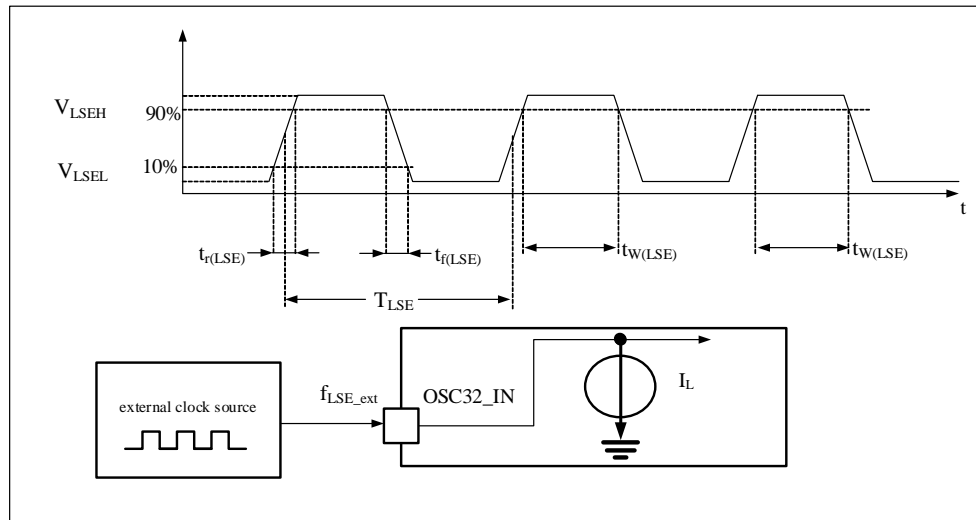 V_LSEH
90%
V_LSEL
10%
t
t_r(LSE)
t_f(LSE)
t_W(LSE)
t_W(LSE)
T_LSE
external clock source
f_LSE_ext
OSC32_IN
I_L